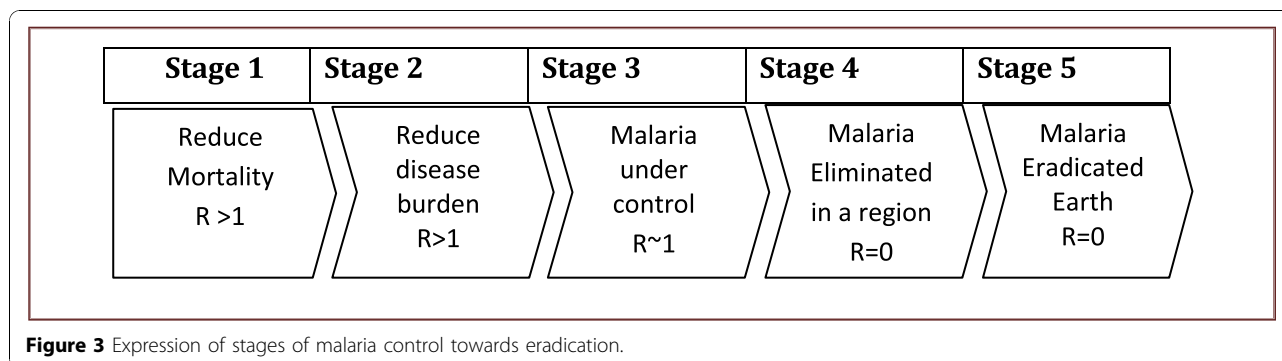 Stage 1 Stage 2 Stage 3 Stage 4 Stage 5
Reduce
Mortality
R >1
Reduce
disease
burden
R>1
Malaria
under
control
R~1
Malaria
Eliminated
in a region
R=0
Malaria
Eradicated
Earth
R=0
Figure 3 Expression of stages of malaria control towards eradication.